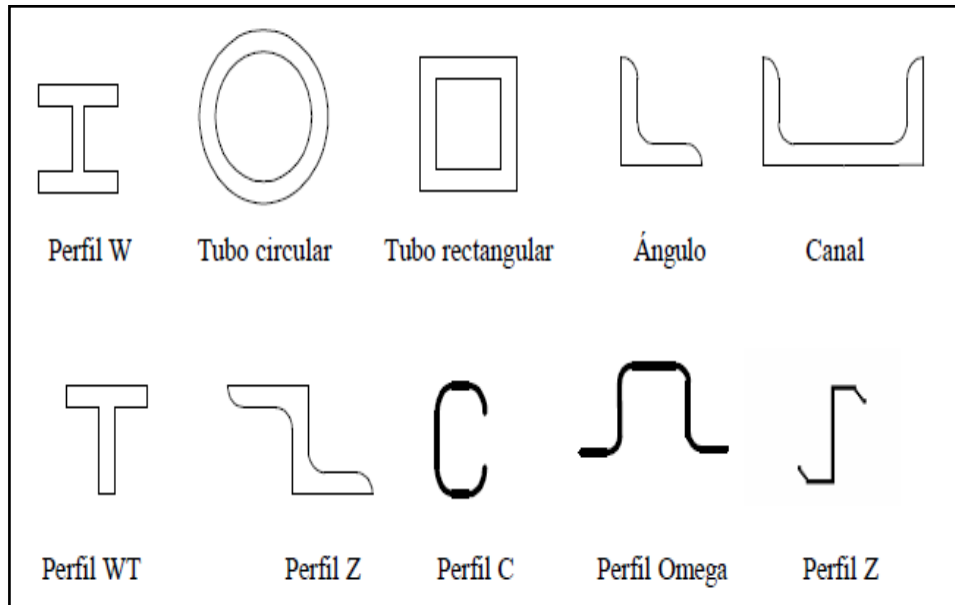 Perfil W Tubo circular Tubo rectangular Ángulo Canal
Perfil WT Perfil Z Perfil C Perfil Omega Perfil Z